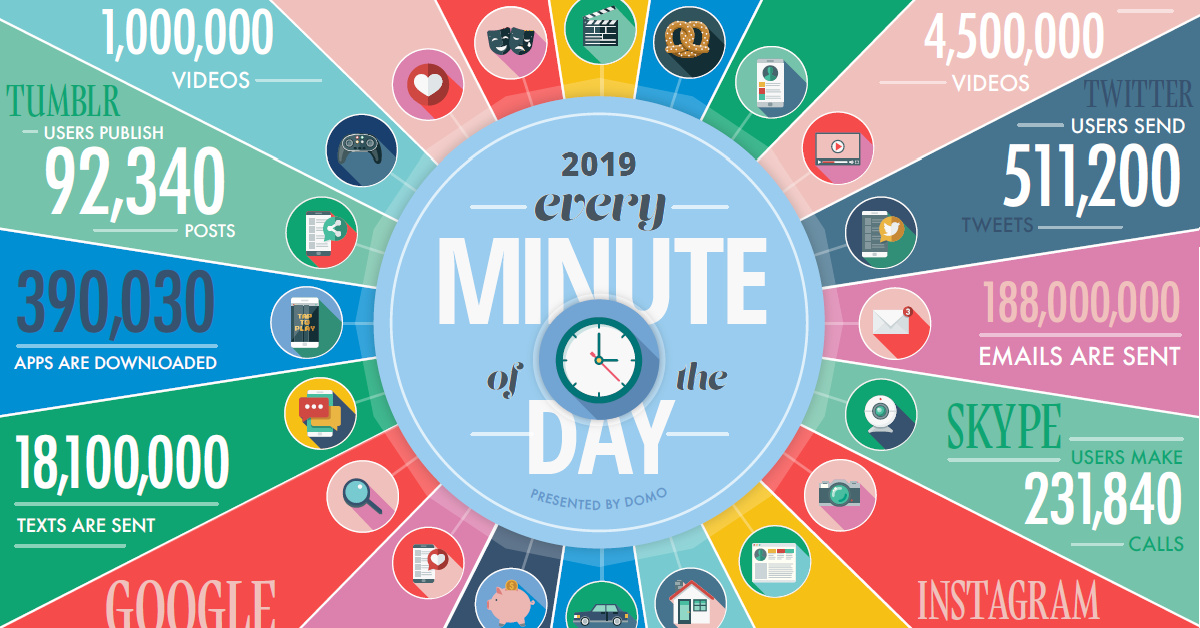 1,000,000
VIDEOS
TUMBLR
USERS PUBLISH
92,340
POSTS
390,030
APPS ARE DOWNLOADED
18,100,000
TEXTS ARE SENT
GOOGLE
TAP
TO
PLAY
2019
every
MINUTE
of the
DAY
PRESENTED BY DOMO
4,500,000
VIDEOS
TWITTER
USERS SEND
511,200
TWEETS
188,000,000
EMAILS ARE SENT
3
SKYPE
USERS MAKE
231,840
CALLS
INSTAGRAM